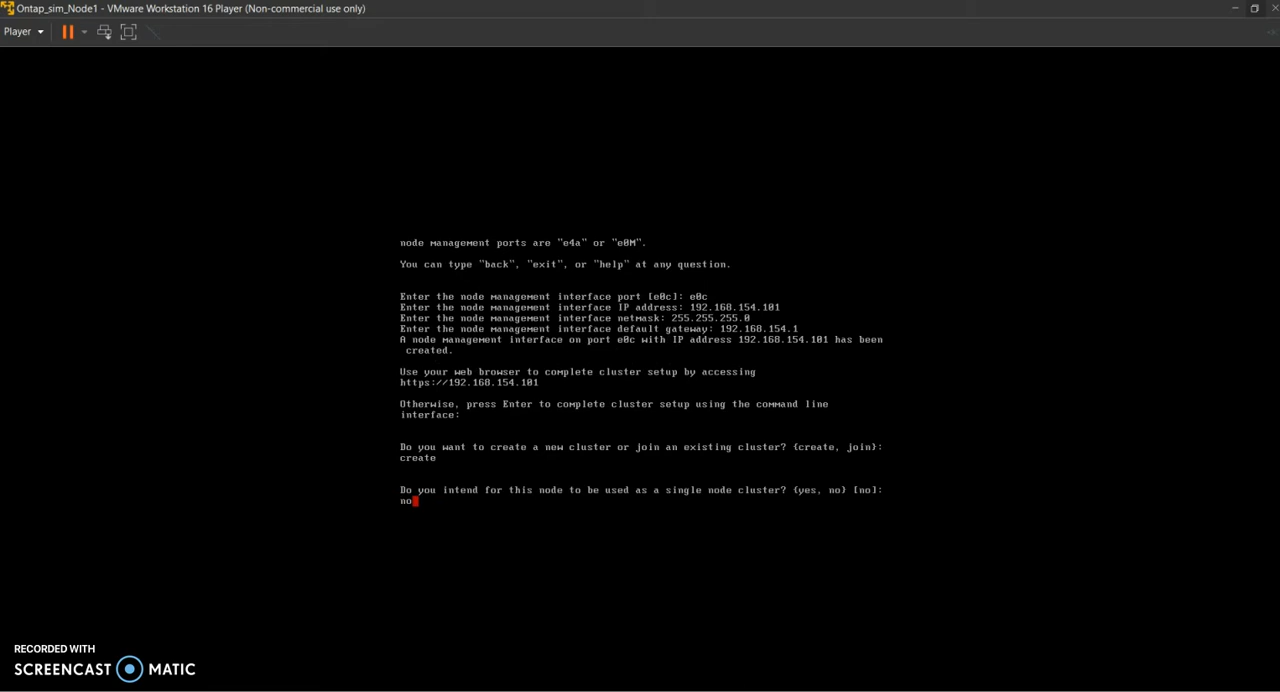 Ontap_sim_Node1 - VMware Workstation 16 Player (Non-commercial use only)
Player
node management ports are "e4a" or "e0M".
You can type "back", "exit", or "help" at any question.
Enter the node management interface port [e0c]: e0c
Enter the node management interface IP address: 192.168.154.101
Enter the node management interface netmask: 255.255.255.0
Enter the node management interface default gateway: 192.168.154.1
A node management interface on port e0c with IP address 192.168.154.101 has been
created.
Use your web browser to complete cluster setup by accessing
https://192.168.154.101
Otherwise, press Enter to complete cluster setup using the command line
interface:
Do you want to create a new cluster or join an existing cluster? {create, join}:
create
Do you intend for this node to be used as a single node cluster? {yes, no} [no]:
no
RECORDED WITH
SCREENCAST MATIC